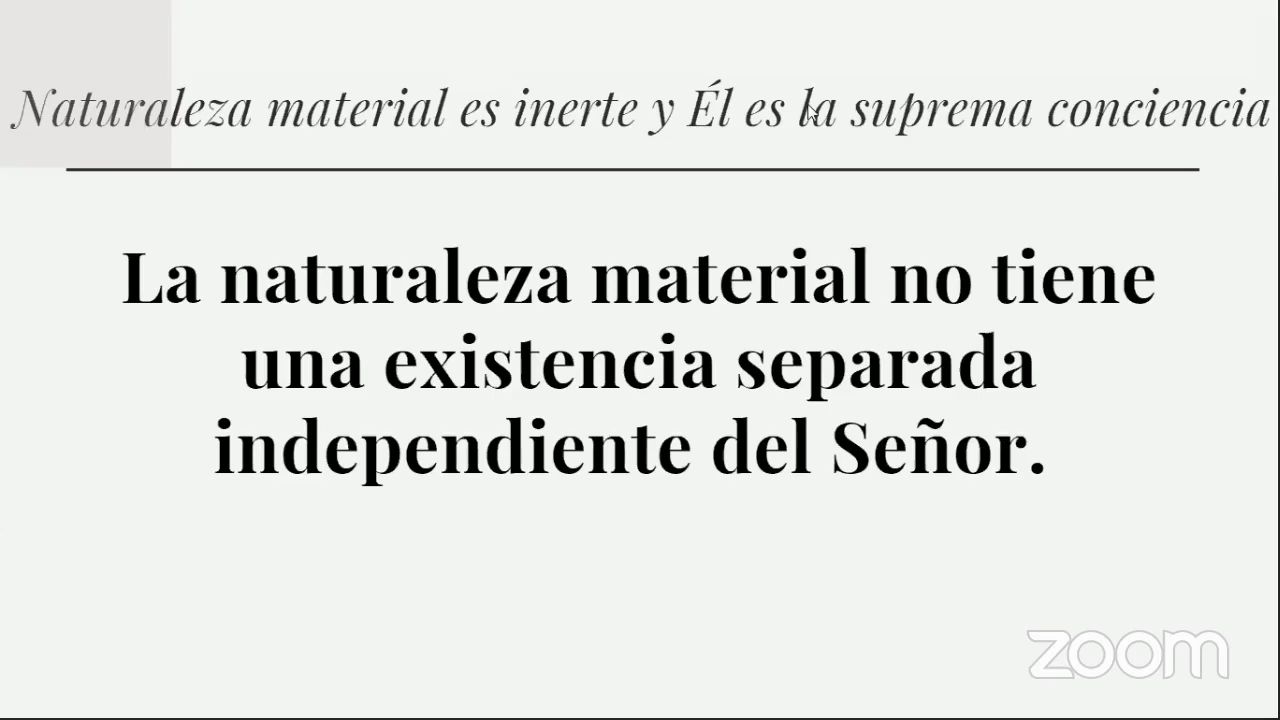 Naturaleza material es inerte y Él es la suprema conciencia
La naturaleza material no tiene
una existencia separada
independiente del Señor.
zoom